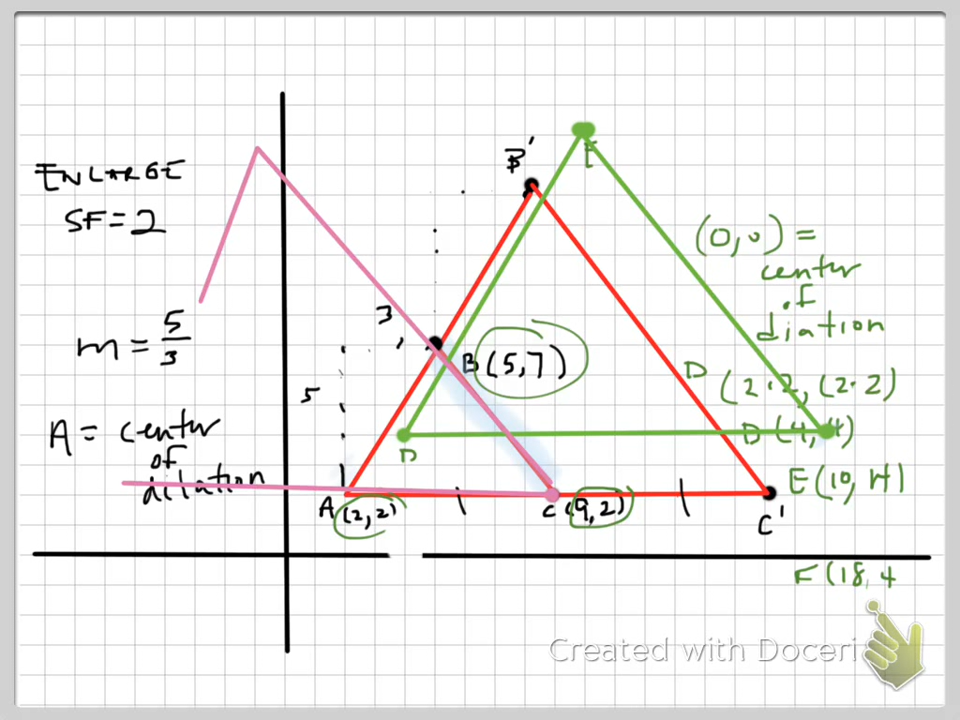 ENLARGE
SF = 2
m = 5/3
A = center
of
dilation
B'
E
3
5
B (5,7)
D
A (2,2)
C (9,2)
C'
(0,0) =
center
of
diation
D (2·2, (2·2)
D (4,4)
E (10, 14)
F (18, 4
Created with Doceri